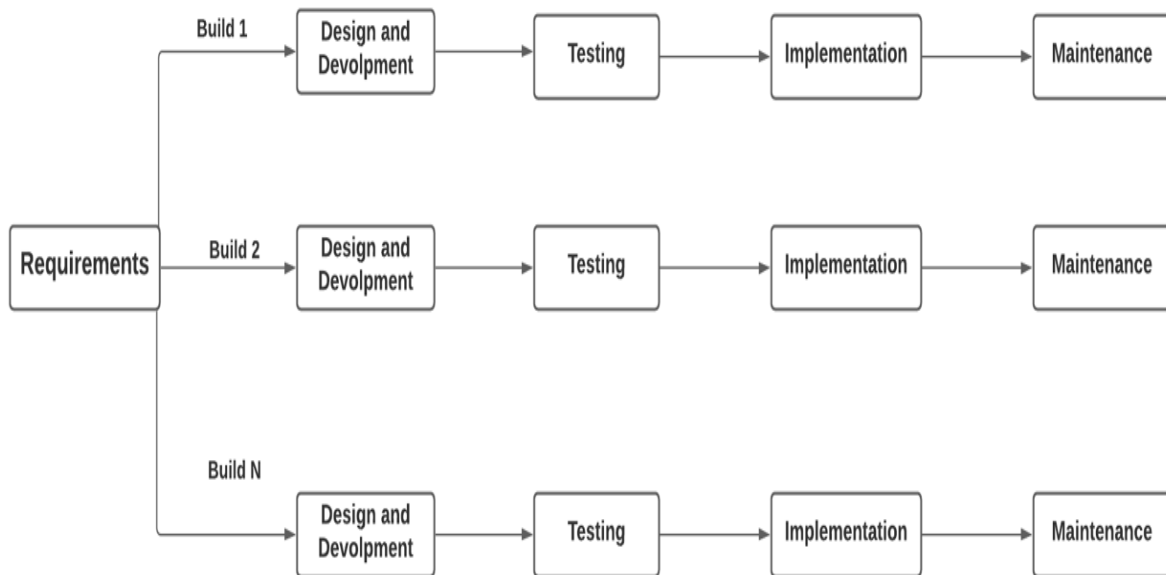 Build 1
Design and
Devolpment
Testing
Implementation
Maintenance
Requirements
Build 2
Design and
Devolpment
Testing
Implementation
Maintenance
Build N
Design and
Devolpment
Testing
Implementation
Maintenance